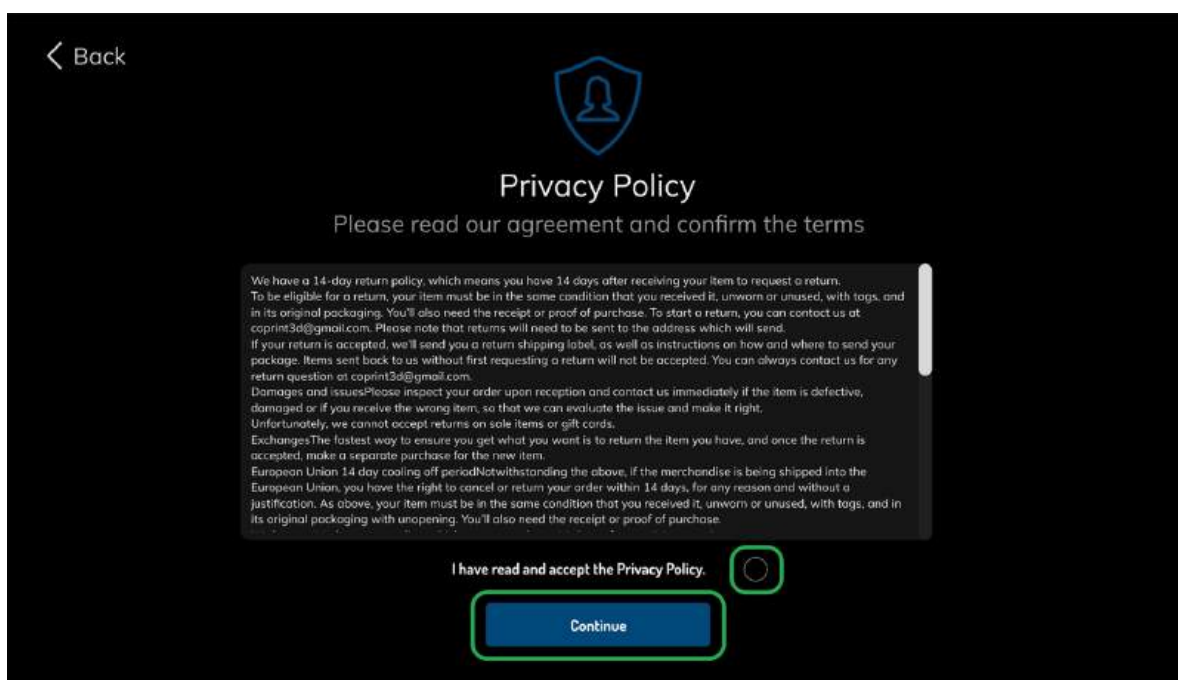 Back
Privacy Policy
Please read our agreement and confirm the terms
We have a 14-day return policy, which means you have 14 days after receiving your item to request a return.
To be eligible for a return, your item must be in the same condition that you received it, unworn or unused, with tags, and
in its original packaging. You'll also need the receipt or proof of purchase. To start a return, you can contact us at
coprint3d@gmail.com. Please note that returns will need to be sent to the address which will send.
If your return is accepted, we'll send you a return shipping label, as well as instructions on how and where to send your
package. Items sent back to us without first requesting a return will not be accepted. You can always contact us for any
return question at coprint3d@gmail.com.
Damages and issuesPlease inspect your order upon reception and contact us immediately if the item is defective,
damaged or if you receive the wrong item, so that we can evaluate the issue and make it right.
Unfortunately, we cannot accept returns on sale items or gift cards.
ExchangesThe fastest way to ensure you get what you want is to return the item you have, and once the return is
accepted, make a separate purchase for the new item.
European Union 14 day cooling off periodNotwithstanding the above, if the merchandise is being shipped into the
European Union, you have the right to cancel or return your order within 14 days, for any reason and without a
justification. As above, your item must be in the same condition that you received it, unworn or unused, with tags, and in
its original packaging with unopening. You'll also need the receipt or proof of purchase.
I have read and accept the Privacy Policy.
Continue